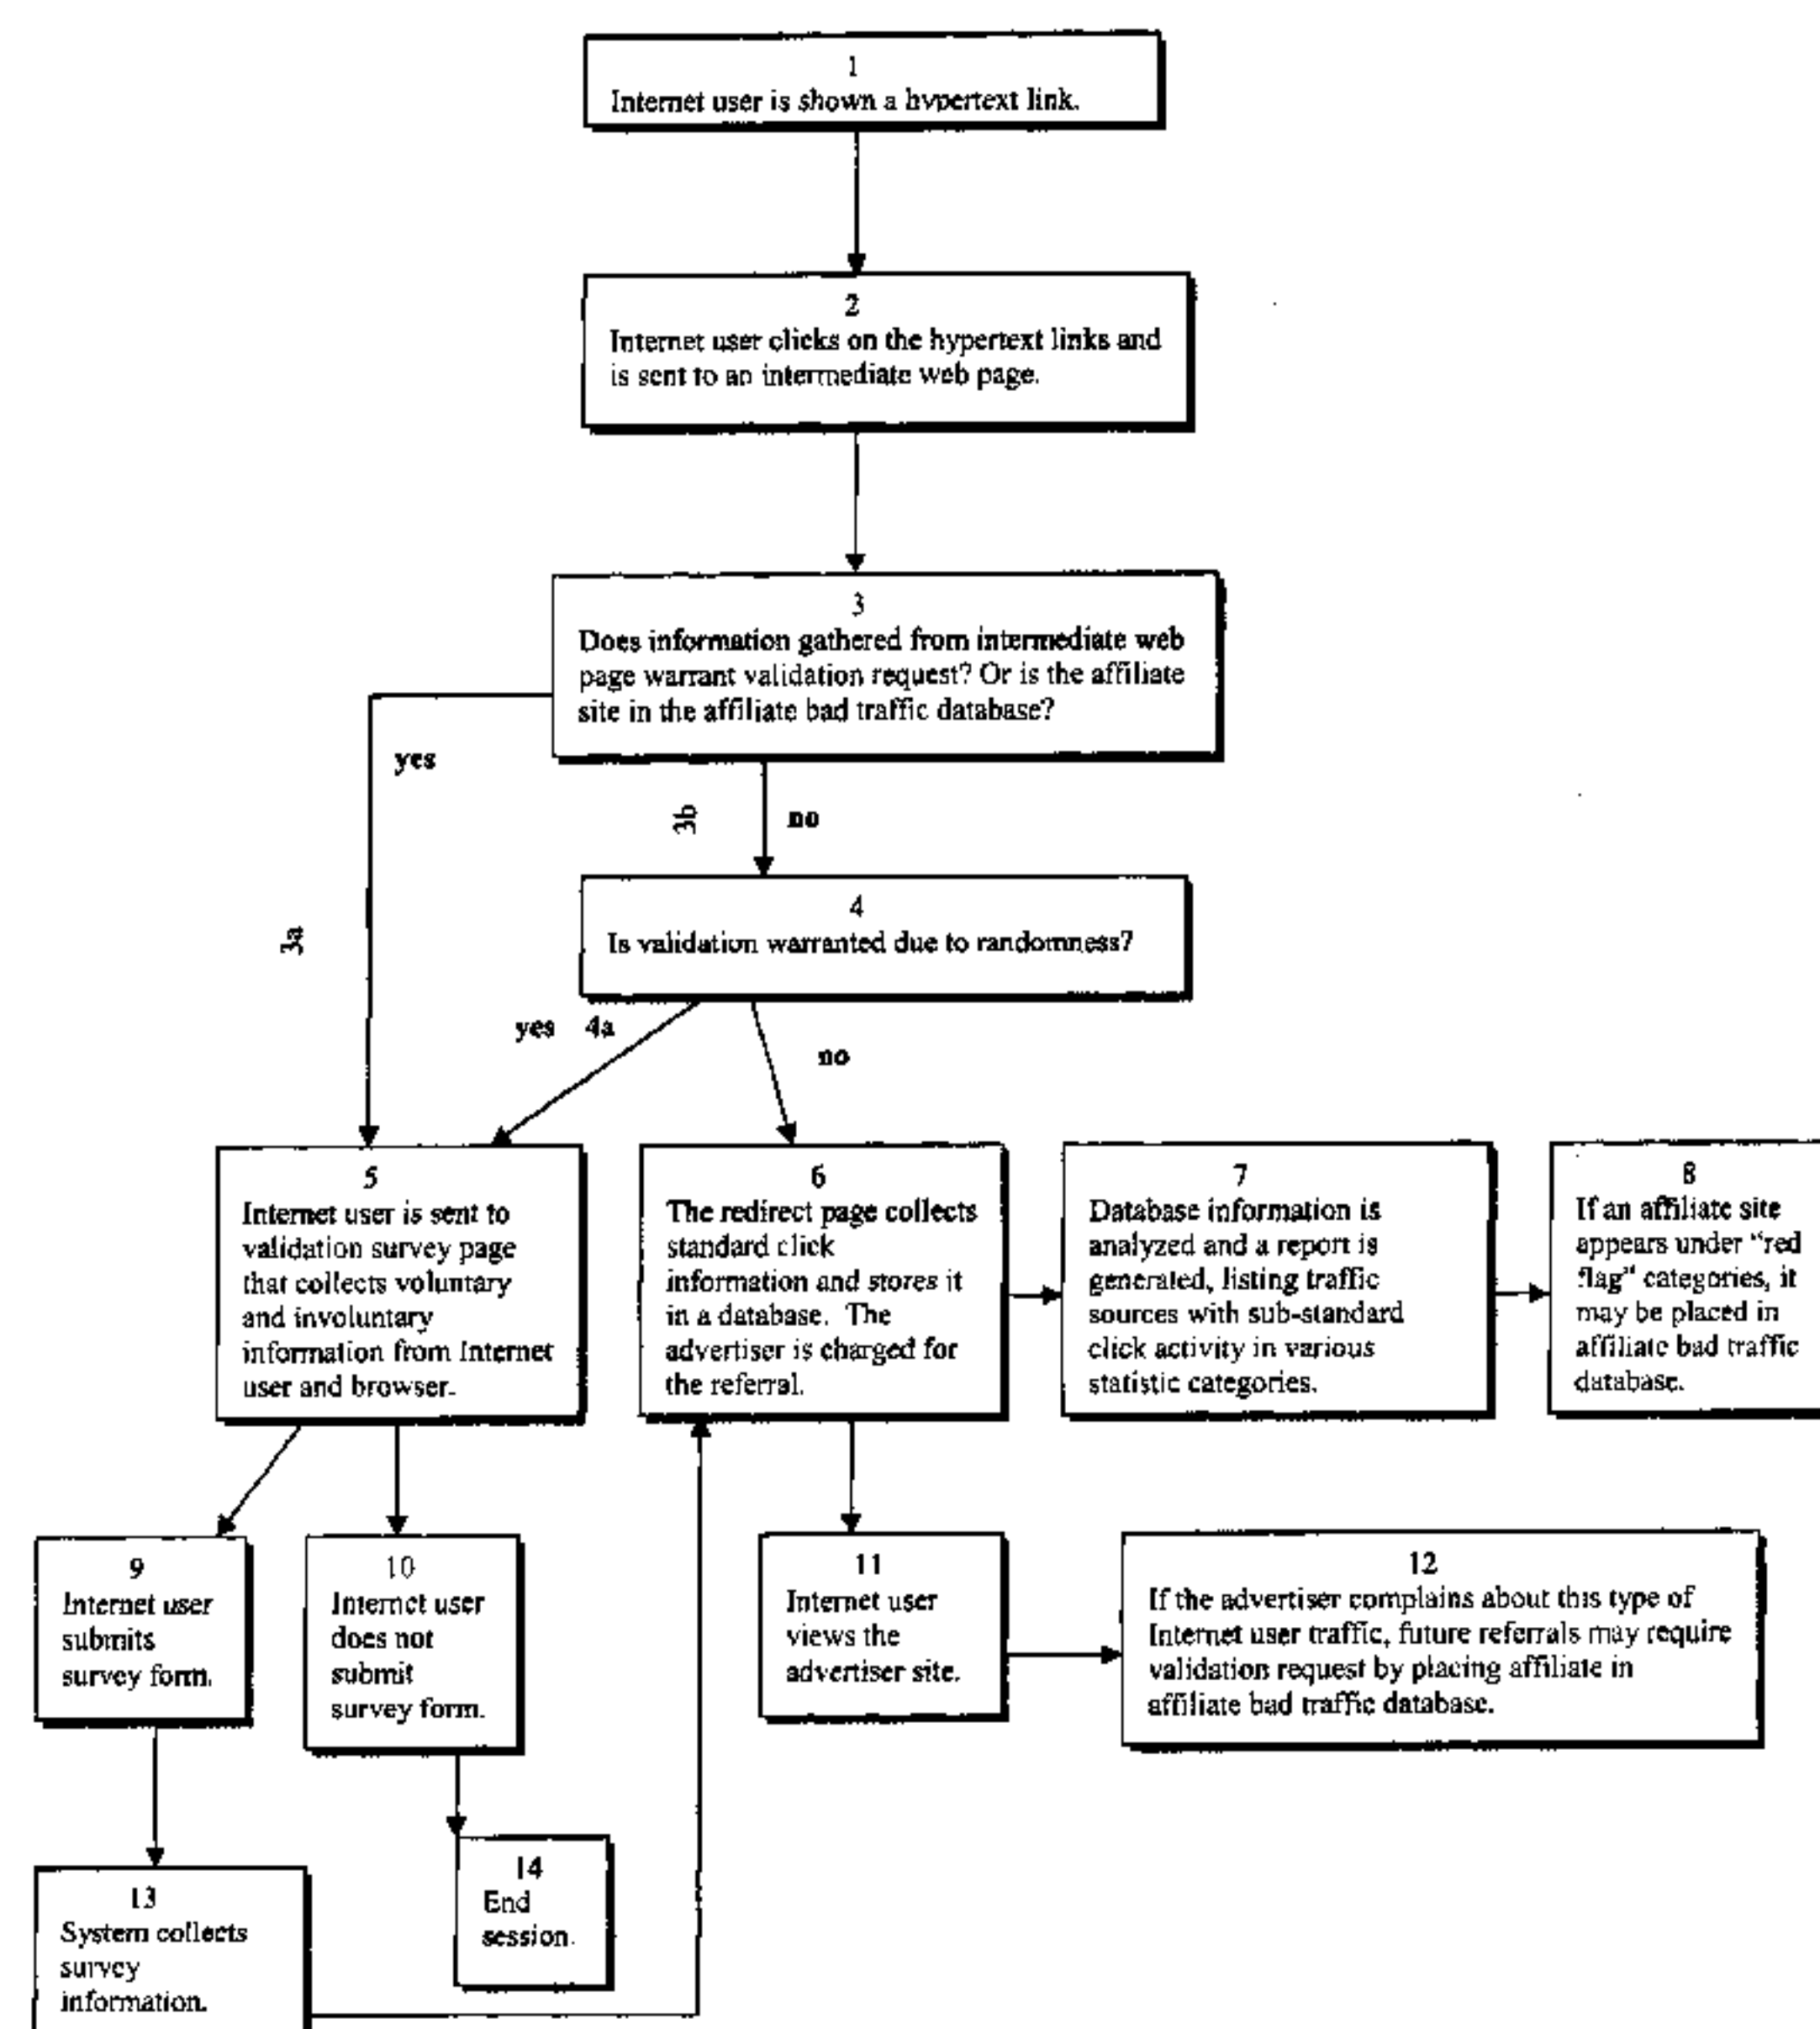 1
Internet user is shown a hypertext link.
2
Internet user clicks on the hypertext links and
is sent to an intermediate web page.
3
Does information gathered from intermediate web
page warrant validation request? Or is the affiliate
site in the affiliate bad traffic database?
yes
3b
no
3a
4
Is validation warranted due to randomness?
yes 4a
no
5
Internet user is sent to
validation survey page
that collects voluntary
and involuntary
information from Internet
user and browser.
6
The redirect page collects
standard click
information and stores it
in a database. The
advertiser is charged for
the referral.
7
Database information is
analyzed and a report is
generated, listing traffic
sources with sub-standard
click activity in various
statistic categories.
8
If an affiliate site
appears under "red
flag" categories, it
may be placed in
affiliate bad traffic
database.
9
Internet user
submits
survey form.
10
Internet user
does not
submit
survey form.
11
Internet user
views the
advertiser site.
12
If the advertiser complains about this type of
Internet user traffic, future referrals may require
validation request by placing affiliate in
affiliate bad traffic database.
13
System collects
survey
information.
14
End
session.